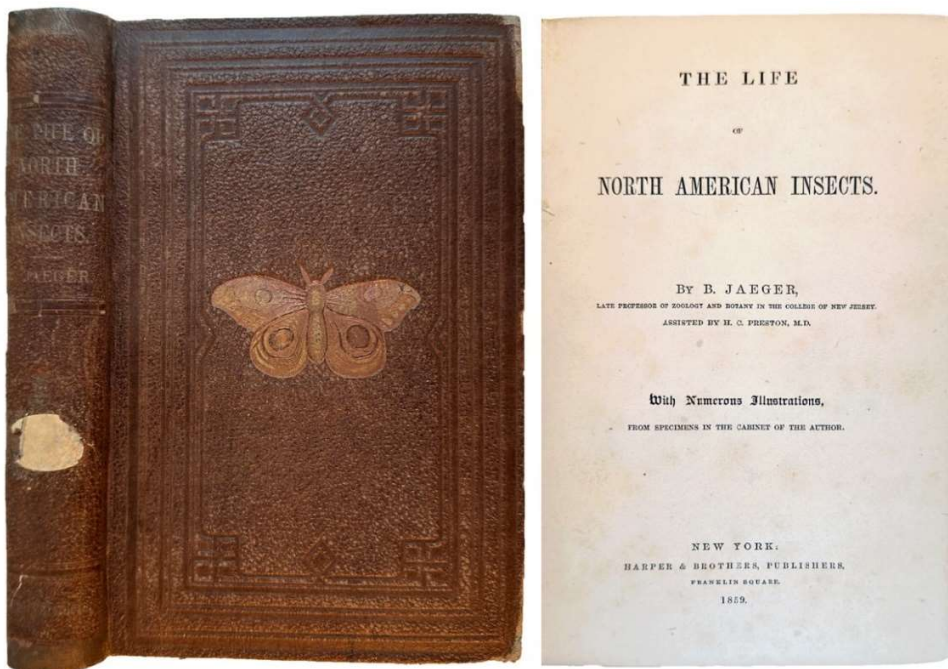 THE LIFE OF
NORTH
AMERICAN
INSECTS.
JAEGER
THE LIFE
OF
NORTH AMERICAN INSECTS.
BY B. JAEGER,
LATE PROFESSOR OF ZOOLOGY AND BOTANY IN THE COLLEGE OF NEW JERSEY.
ASSISTED BY H. C. PRESTON, M.D.
With Numerous Illustrations,
FROM SPECIMENS IN THE CABINET OF THE AUTHOR.
NEW YORK:
HARPER & BROTHERS, PUBLISHERS,
FRANKLIN SQUARE.
1859.